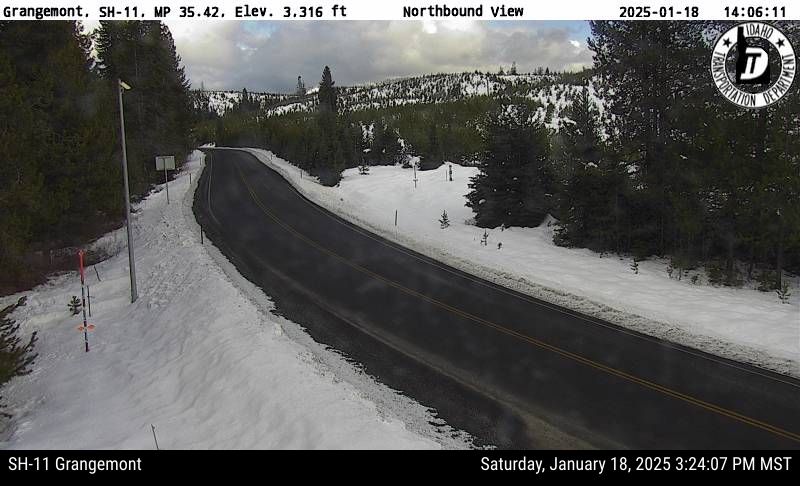 Grangemont, SH-11, MP 35.42, Elev. 3,316 ft Northbound View 2025-01-18 14:06:11
IDAHO
TRANSPORTATION DEPARTMENT
SH-11 Grangemont Saturday, January 18, 2025 3:24:07 PM MST